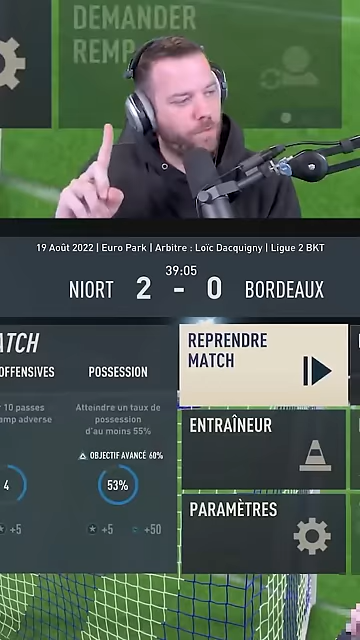 DEMANDER
REMP
19 Août 2022 | Euro Park | Arbitre : Loïc Dacquigny | Ligue 2 BKT
39:05
NIORT 2 - 0 BORDEAUX
ATCH
OFFENSIVES
POSSESSION
10 passes
amp adverse
Atteindre un taux de
possession
d'au moins 55%
OBJECTIF AVANCÉ 60%
4
53%
+5
+5
+50
REPRENDRE
MATCH
ENTRAÎNEUR
PARAMÈTRES